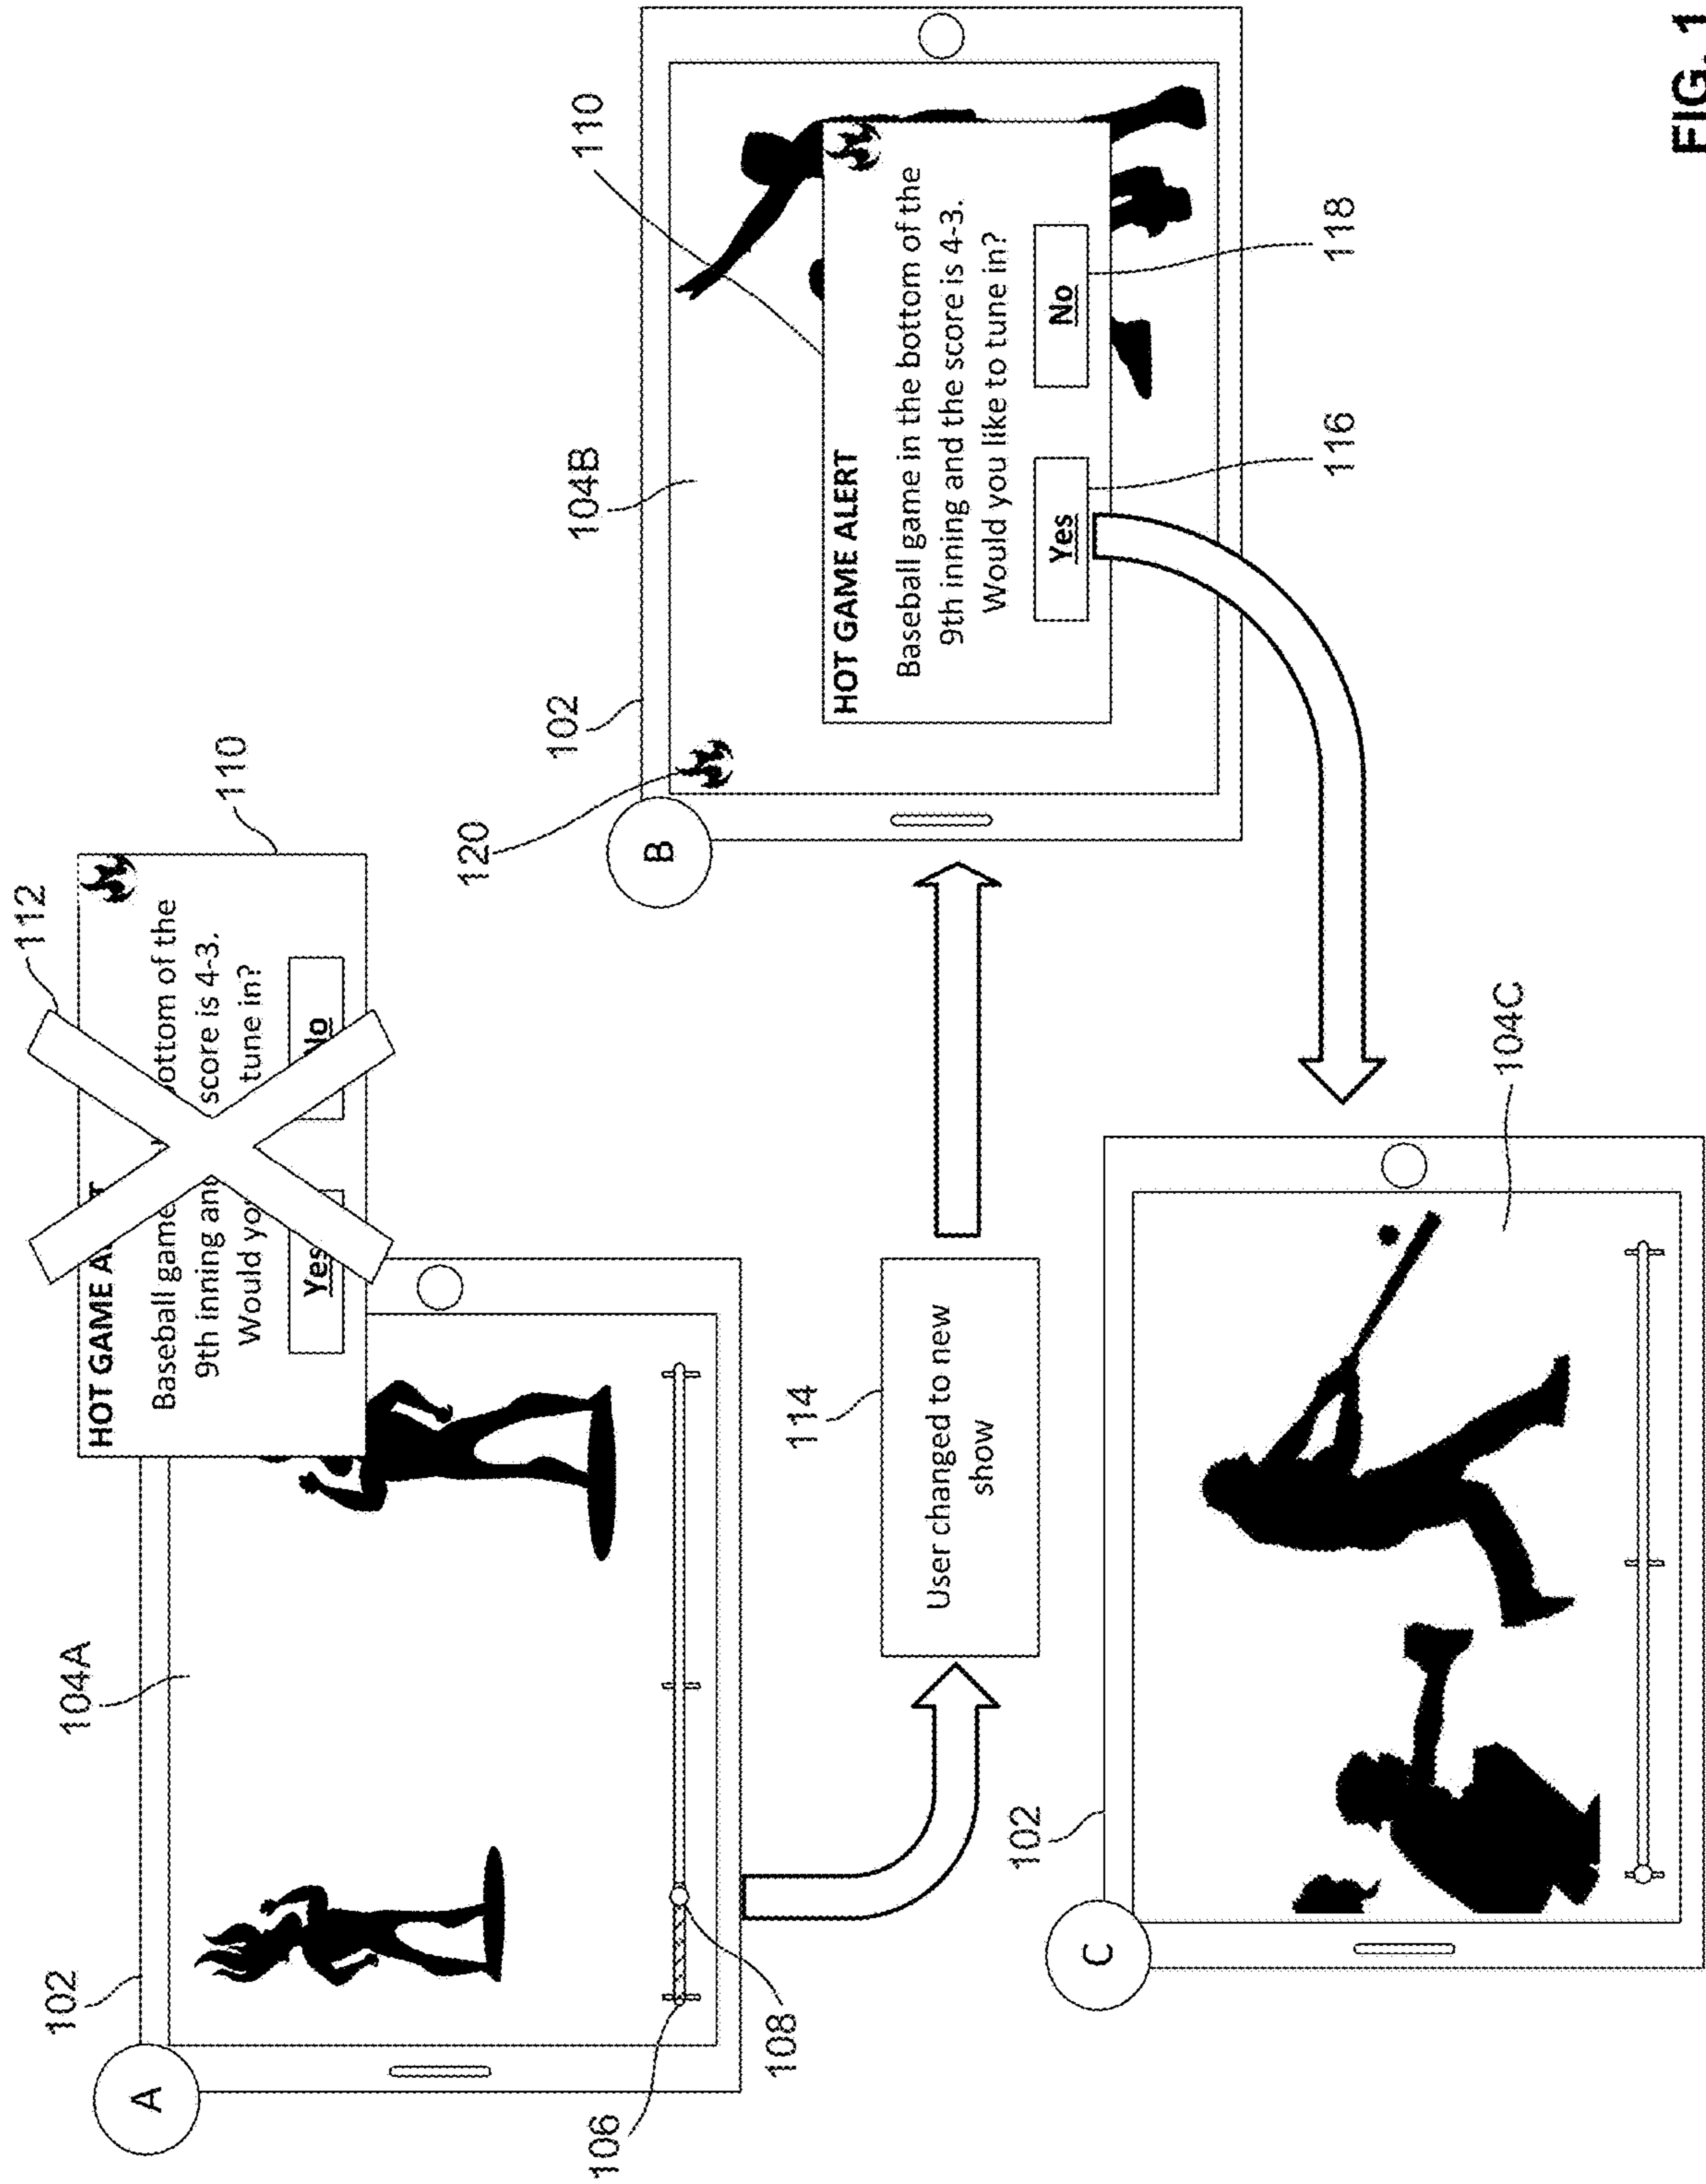 112
110
HOT GAME A T
Baseball game ottom of the
9th inning and score is 4-3.
Would yo tune in?
Yes No
102
104A
A
106
108
114
User changed to new
show
120
102
104B
110
B
HOT GAME ALERT
Baseball game in the bottom of the
9th inning and the score is 4-3.
Would you like to tune in?
Yes No
116
118
102
C
104C
FIG. 1